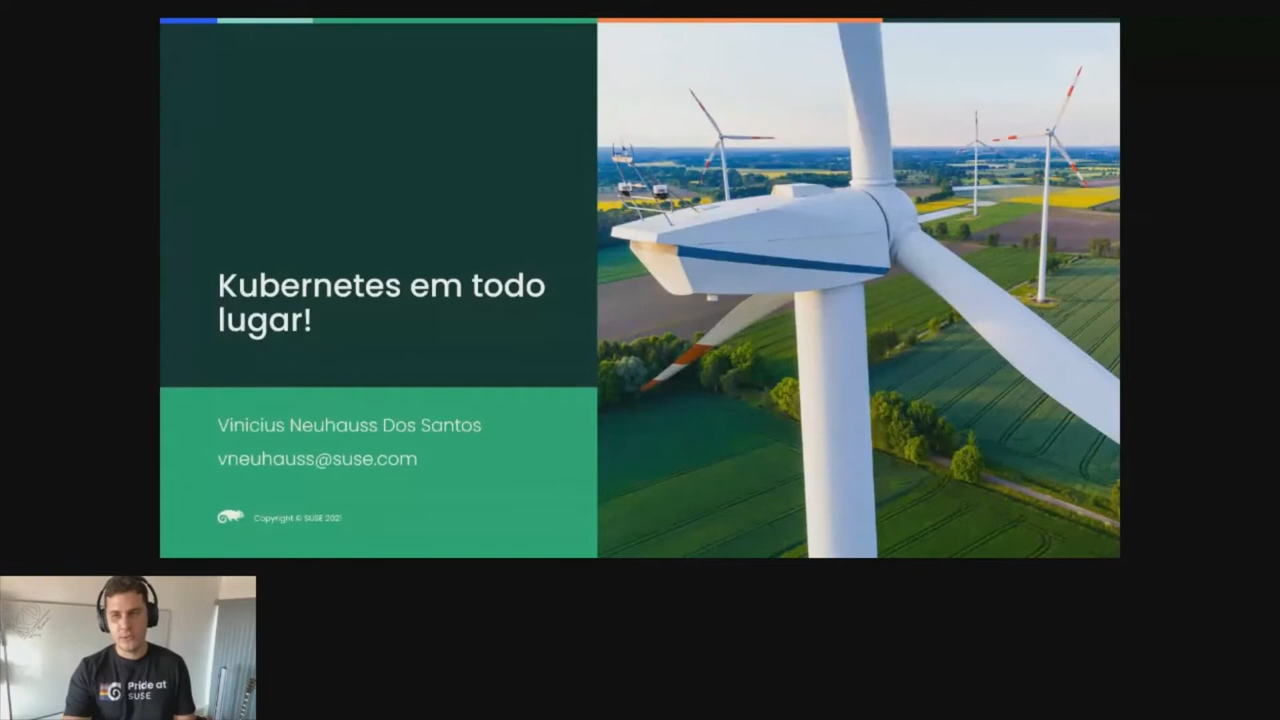 Kubernetes em todo
lugar!
Vinicius Neuhauss Dos Santos
vneuhauss@suse.com
Copyright © SUSE 2021
Pride at
SUSE